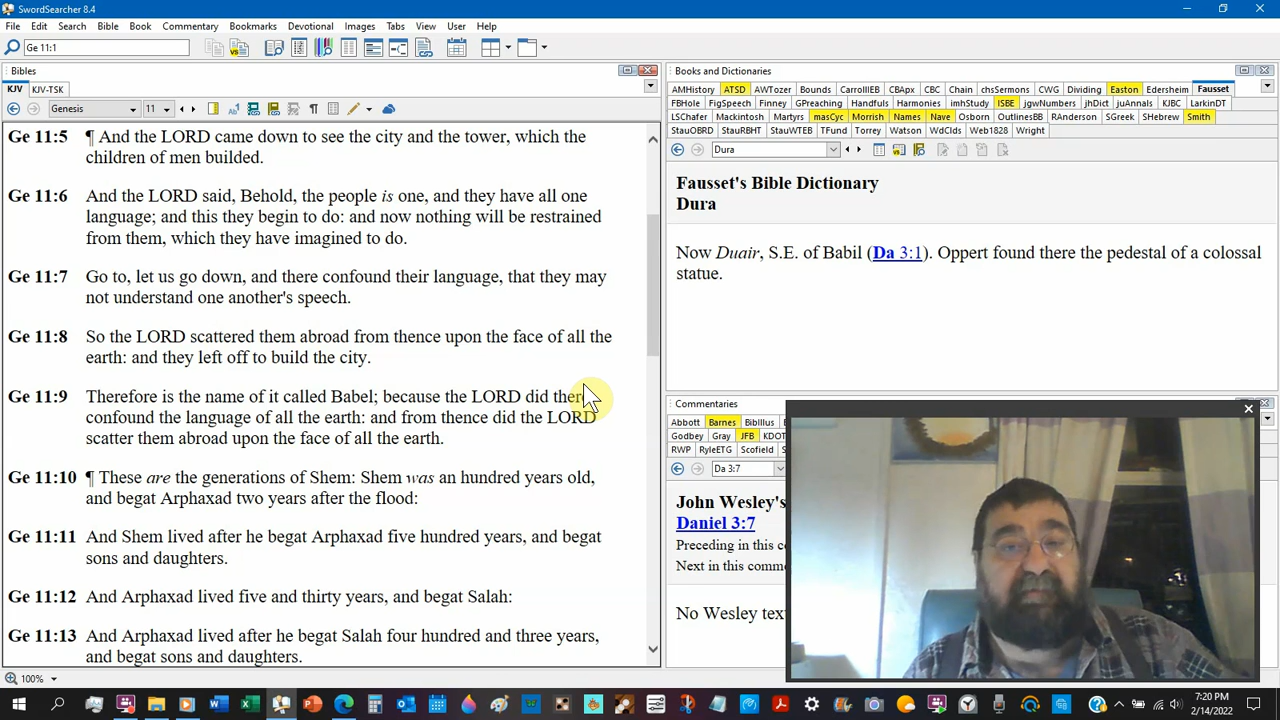 SwordSearcher 8.4
File Edit Search Bible Book Commentary Bookmarks Devotional Images Tabs View User Help
Ge 11:1
Bibles
KJV KJV-TSK
Genesis 11
Ge 11:5 ¶ And the LORD came down to see the city and the tower, which the
children of men builded.
Ge 11:6 And the LORD said, Behold, the people is one, and they have all one
language; and this they begin to do: and now nothing will be restrained
from them, which they have imagined to do.
Ge 11:7 Go to, let us go down, and there confound their language, that they may
not understand one another's speech.
Ge 11:8 So the LORD scattered them abroad from thence upon the face of all the
earth: and they left off to build the city.
Ge 11:9 Therefore is the name of it called Babel; because the LORD did there
confound the language of all the earth: and from thence did the LORD
scatter them abroad upon the face of all the earth.
Ge 11:10 ¶ These are the generations of Shem: Shem was an hundred years old,
and begat Arphaxad two years after the flood:
Ge 11:11 And Shem lived after he begat Arphaxad five hundred years, and begat
sons and daughters.
Ge 11:12 And Arphaxad lived five and thirty years, and begat Salah:
Ge 11:13 And Arphaxad lived after he begat Salah four hundred and three years,
and begat sons and daughters.
100%
Books and Dictionaries
AMHistory ATSD AWTozer Bounds CarrollIEB CBApx CBC Chain chsSermons CWG Dividing Easton Edersheim Fausset
FBHole FigSpeech Finney GPreaching Handfuls Harmonies imhStudy ISBE jgwNumbers jhDict juAnnals KJBC LarkinDT
LSChafer Mackintosh Martyrs masCyc Morrish Names Nave Osborn OutlinesBB RAnderson SGreek SHebrew Smith
StauOBRD StauRBHT StauWTEB TFund Torrey Watson WdClds Web1828 Wright
Dura
Fausset's Bible Dictionary
Dura
Now Duair, S.E. of Babil (Da 3:1). Oppert found there the pedestal of a colossal
statue.
Commentaries
Abbott Barnes BibIllus
Godbey Gray JFB KDOT
RWP RyleETG Scofield
Da 3:7
John Wesley's
Daniel 3:7
Preceding in this co
Next in this comme
No Wesley text
7:20 PM
2/14/2022